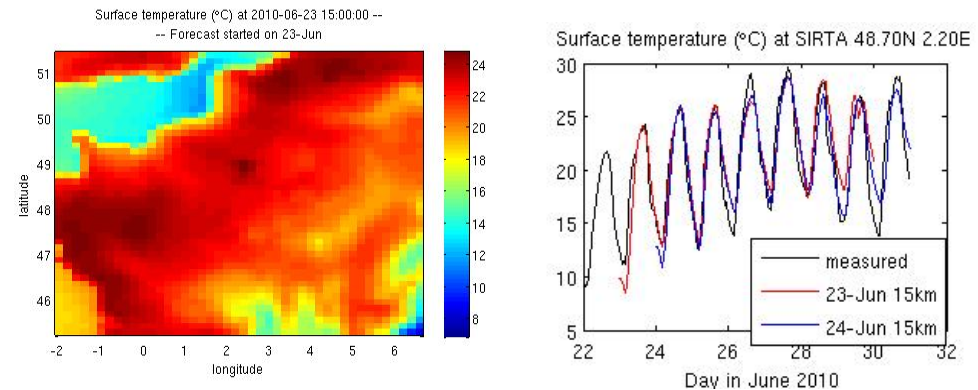 Surface temperature (°C) at 2010-06-23 15:00:00 --
-- Forecast started on 23-Jun
51
50
49
48
47
46
latitude
-2 -1 0 1 2 3 4 5 6
longitude
24
22
20
18
16
14
12
10
8
Surface temperature (°C) at SIRTA 48.70N 2.20E
30
25
20
15
10
5
measured
23-Jun 15km
24-Jun 15km
22 24 26 28 30 32
Day in June 2010